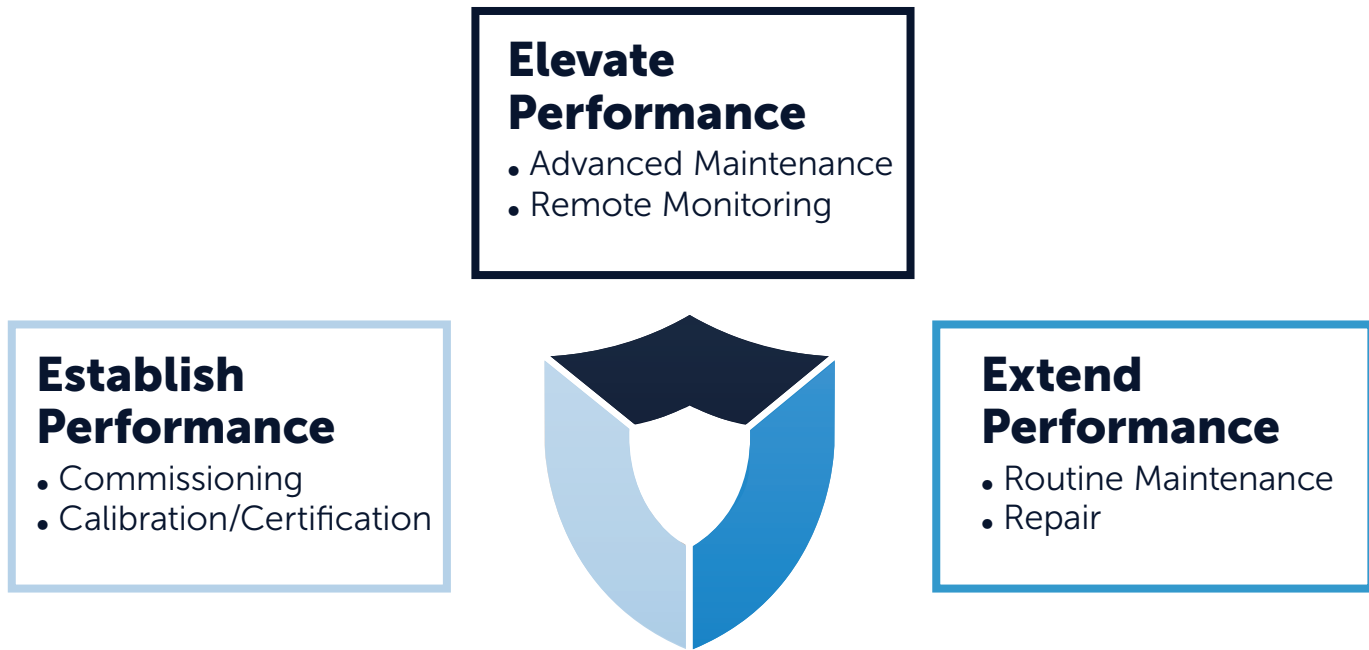 Elevate
Performance
• Advanced Maintenance
• Remote Monitoring
Establish
Performance
• Commissioning
• Calibration/Certification
Extend
Performance
• Routine Maintenance
• Repair